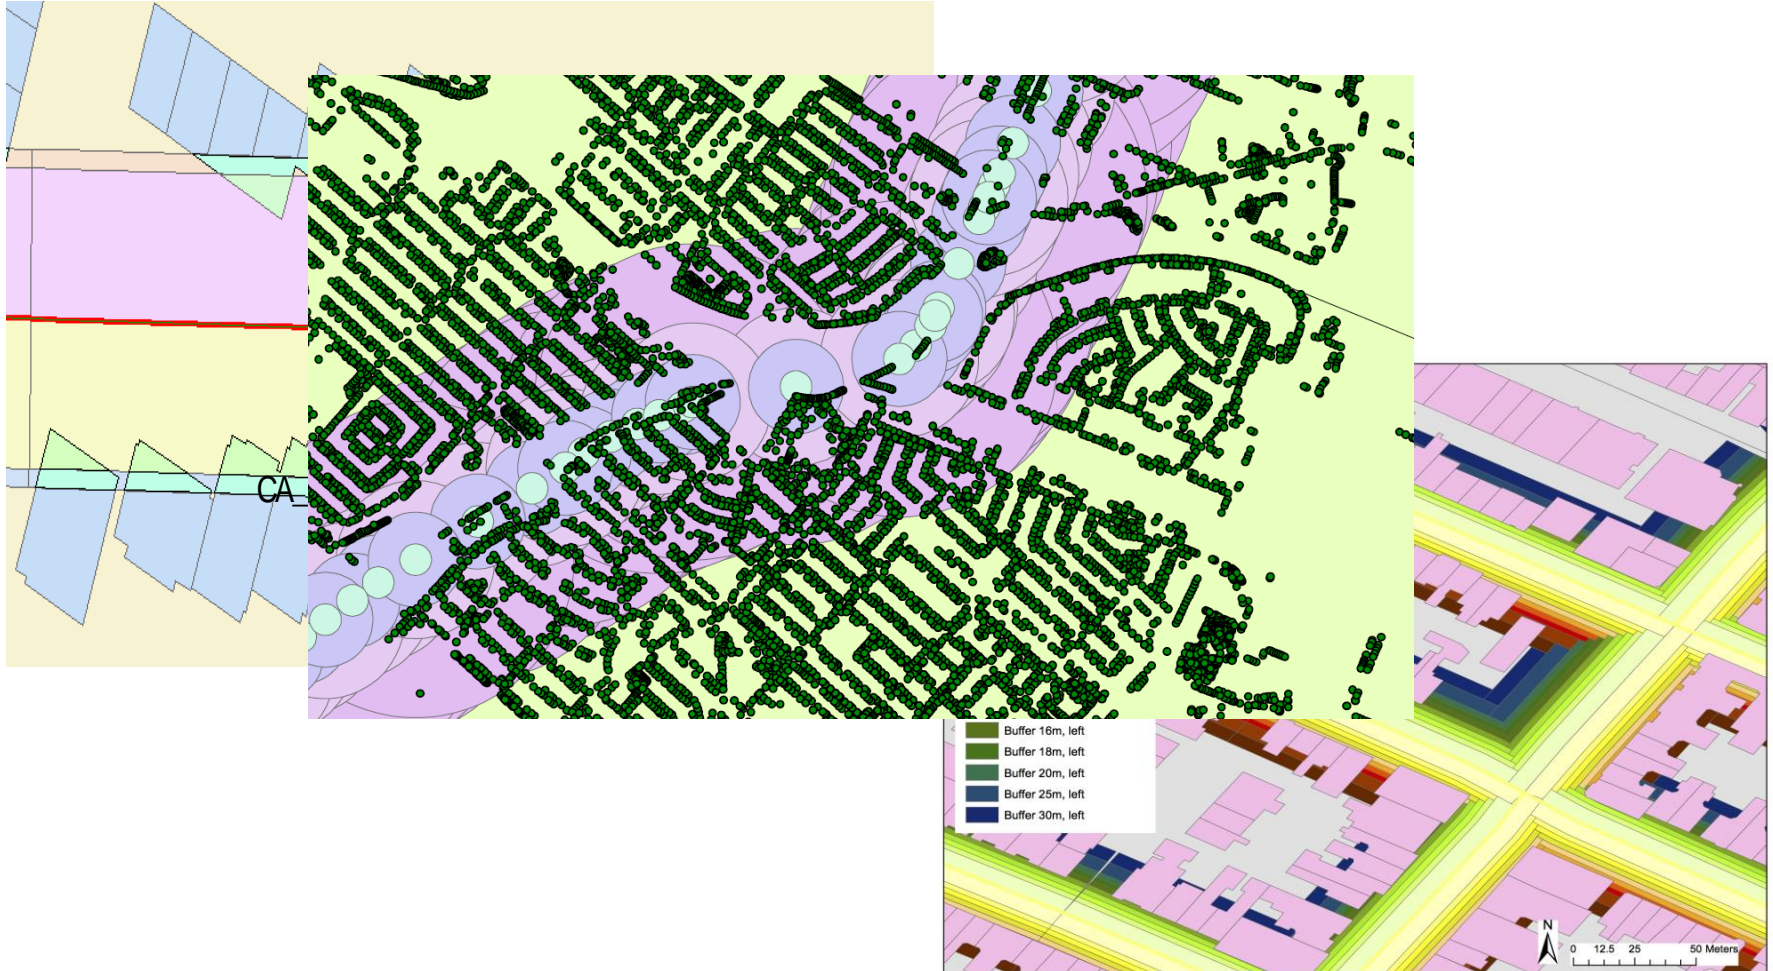 CA_
Buffer 16m, left
Buffer 18m, left
Buffer 20m, left
Buffer 25m, left
Buffer 30m, left
N
0 12.5 25 50 Meters